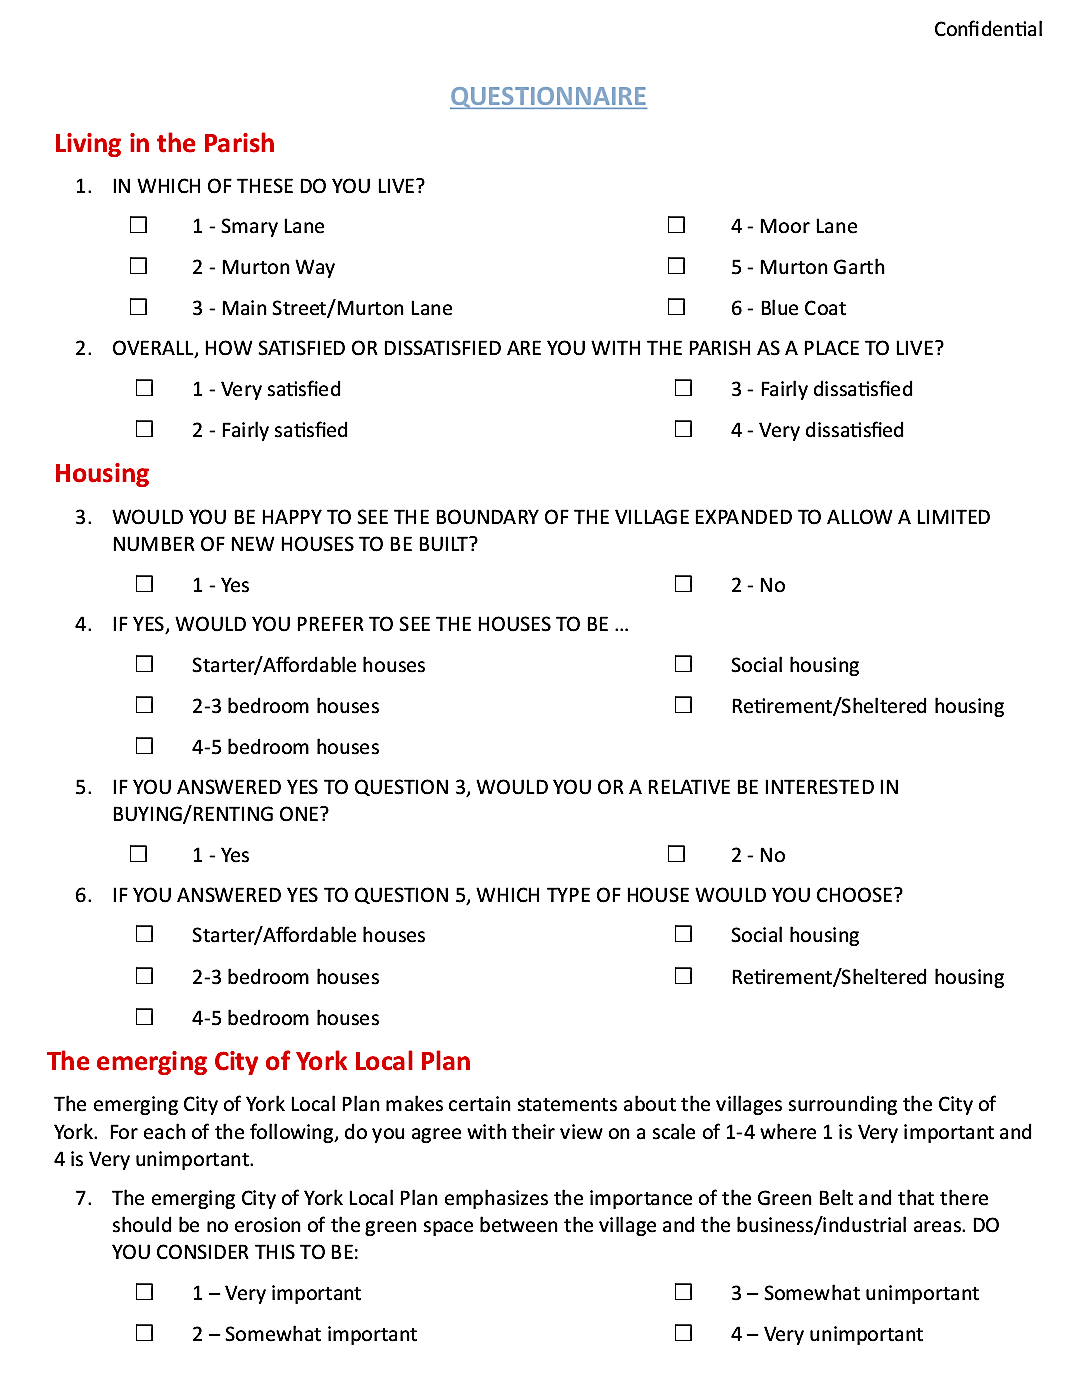 Confidential
QUESTIONNAIRE
Living in the Parish
1. IN WHICH OF THESE DO YOU LIVE?
☐ 1 - Smary Lane ☐ 4 - Moor Lane
☐ 2 - Murton Way ☐ 5 - Murton Garth
☐ 3 - Main Street/Murton Lane ☐ 6 - Blue Coat
2. OVERALL, HOW SATISFIED OR DISSATISFIED ARE YOU WITH THE PARISH AS A PLACE TO LIVE?
☐ 1 - Very satisfied ☐ 3 - Fairly dissatisfied
☐ 2 - Fairly satisfied ☐ 4 - Very dissatisfied
Housing
3. WOULD YOU BE HAPPY TO SEE THE BOUNDARY OF THE VILLAGE EXPANDED TO ALLOW A LIMITED
NUMBER OF NEW HOUSES TO BE BUILT?
☐ 1 - Yes ☐ 2 - No
4. IF YES, WOULD YOU PREFER TO SEE THE HOUSES TO BE ...
☐ Starter/Affordable houses ☐ Social housing
☐ 2-3 bedroom houses ☐ Retirement/Sheltered housing
☐ 4-5 bedroom houses
5. IF YOU ANSWERED YES TO QUESTION 3, WOULD YOU OR A RELATIVE BE INTERESTED IN
BUYING/RENTING ONE?
☐ 1 - Yes ☐ 2 - No
6. IF YOU ANSWERED YES TO QUESTION 5, WHICH TYPE OF HOUSE WOULD YOU CHOOSE?
☐ Starter/Affordable houses ☐ Social housing
☐ 2-3 bedroom houses ☐ Retirement/Sheltered housing
☐ 4-5 bedroom houses
The emerging City of York Local Plan
The emerging City of York Local Plan makes certain statements about the villages surrounding the City of
York. For each of the following, do you agree with their view on a scale of 1-4 where 1 is Very important and
4 is Very unimportant.
7. The emerging City of York Local Plan emphasizes the importance of the Green Belt and that there
should be no erosion of the green space between the village and the business/industrial areas. DO
YOU CONSIDER THIS TO BE:
☐ 1 – Very important ☐ 3 – Somewhat unimportant
☐ 2 – Somewhat important ☐ 4 – Very unimportant